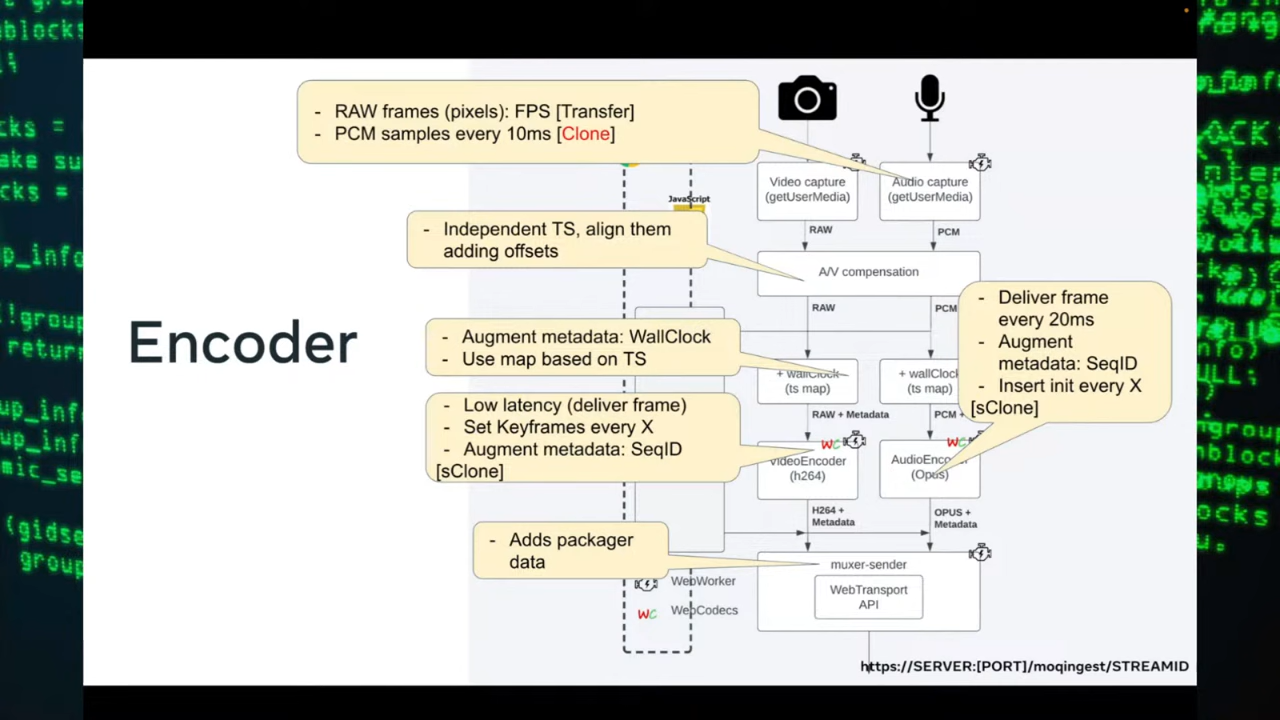 Encoder
- RAW frames (pixels): FPS [Transfer]
- PCM samples every 10ms [Clone]
Video capture
(getUserMedia)
Audio capture
(getUserMedia)
JavaScript
RAW
PCM
- Independent TS, align them
adding offsets
A/V compensation
RAW
PCM
- Deliver frame
every 20ms
- Augment
metadata: SeqID
- Insert init every X
[sClone]
- Augment metadata: WallClock
- Use map based on TS
+ wallClock
(ts map)
+ wallClock
(ts map)
RAW + Metadata
PCM +
- Low latency (deliver frame)
- Set Keyframes every X
- Augment metadata: SeqID
[sClone]
WC
VideoEncoder
(h264)
WC
AudioEncoder
(Opus)
H264 +
Metadata
OPUS +
Metadata
- Adds packager
data
muxer-sender
WebTransport
API
WebWorker
WC WebCodecs
https://SERVER:[PORT]/moqingest/STREAMID